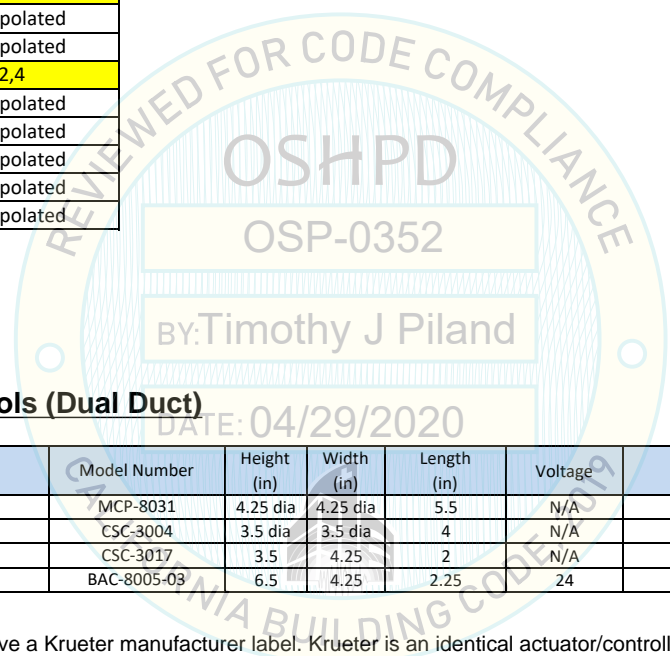 polated
polated
2,4
polated
polated
polated
polated
polated
REVIEWED FOR CODE COMPLIANCE
OSHPD
OSP-0352
BY:Timothy J Piland
ols (Dual Duct)
DATE: 04/29/2020
Model Number Height (in) Width (in) Length (in) Voltage
MCP-8031 4.25 dia 4.25 dia 5.5 N/A
CSC-3004 3.5 dia 3.5 dia 4 N/A
CSC-3017 3.5 4.25 2 N/A
BAC-8005-03 6.5 4.25 2.25 24
CALIFORNIA BUILDING CODE, 2019
ve a Krueter manufacturer label. Krueter is an identical actuator/controll